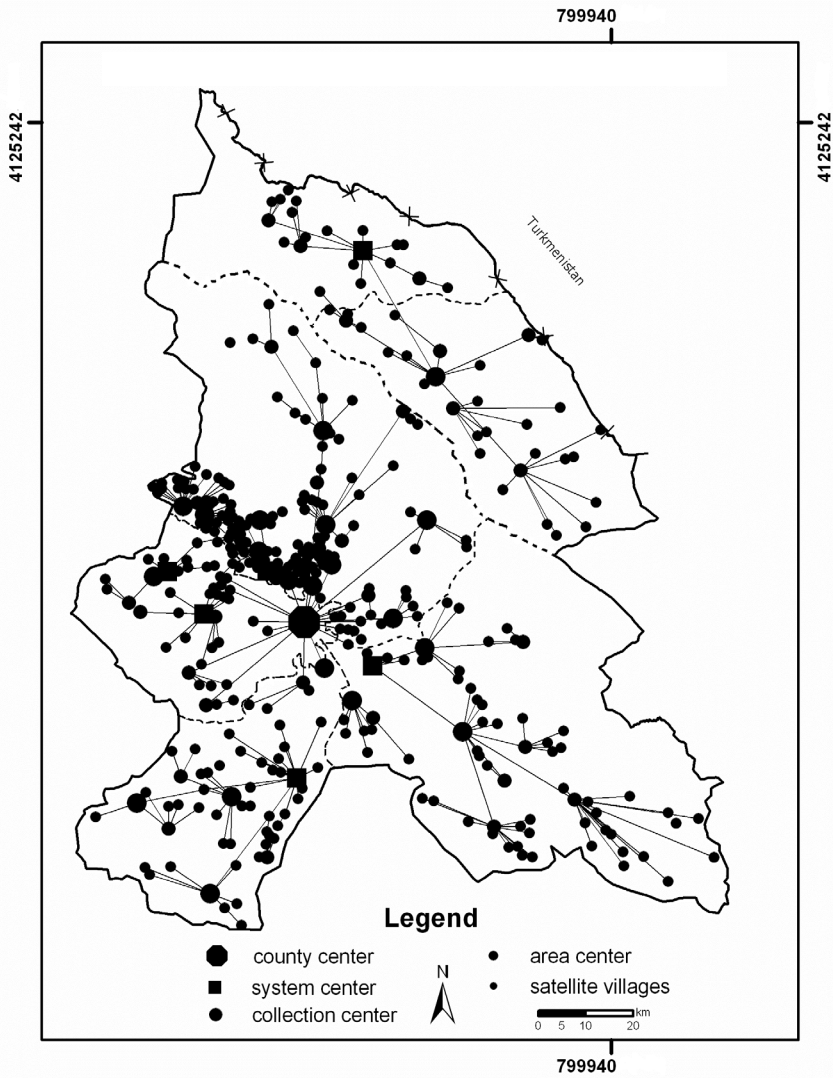 799940
4125242
4125242
Turkmenistan
Legend
county center
system center
collection center
N
area center
satellite villages
km
0 5 10 20
799940